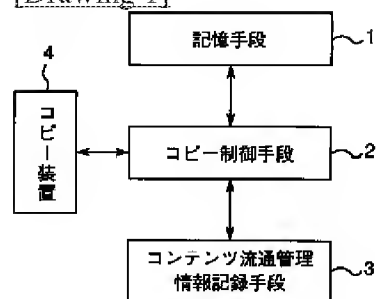 [Drawing 1]
記憶手段
1
4
コピー装置
コピー制御手段
2
コンテンツ流通管理
情報記録手段
3